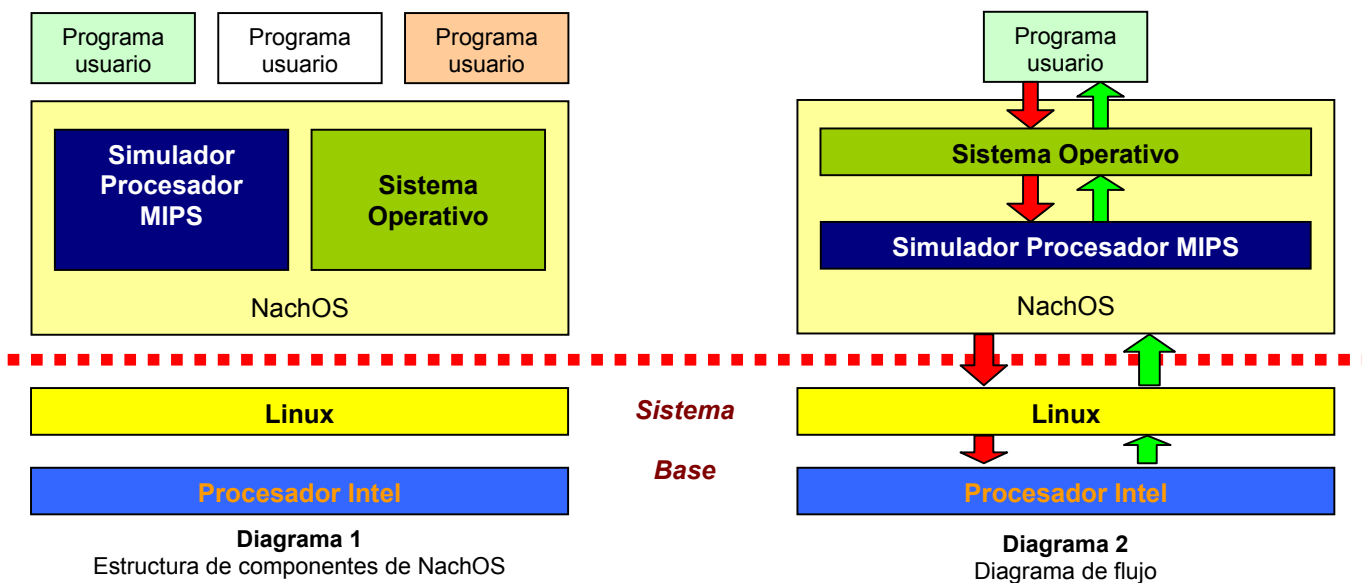 Programa
usuario
Programa
usuario
Programa
usuario
Simulador
Procesador
MIPS
Sistema
Operativo
NachOS
Linux
Procesador Intel
Diagrama 1
Estructura de componentes de NachOS
Sistema
Base
Programa
usuario
Sistema Operativo
Simulador Procesador MIPS
NachOS
Linux
Procesador Intel
Diagrama 2
Diagrama de flujo